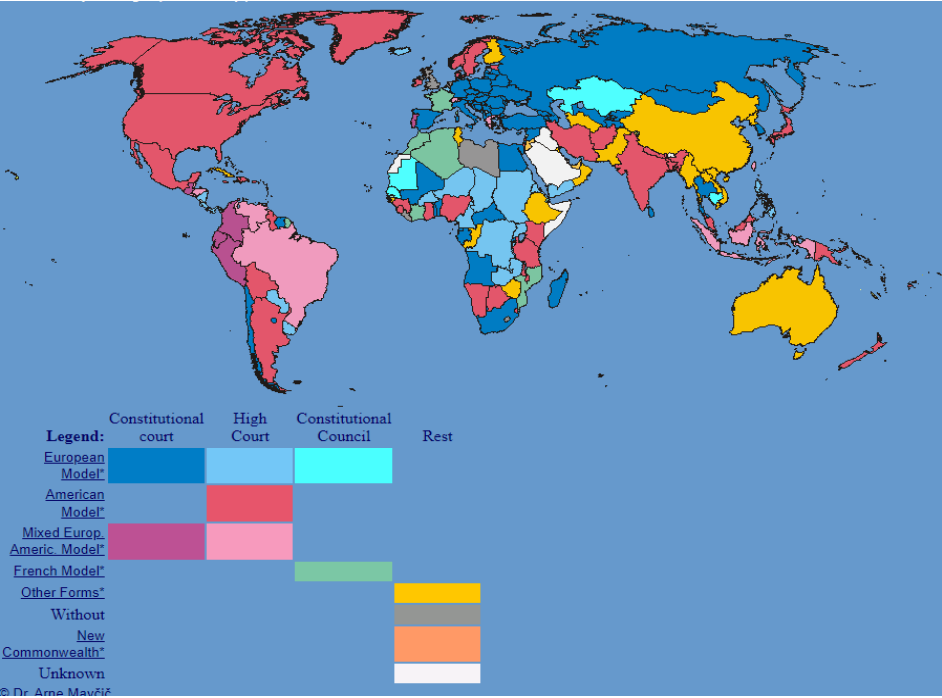 Constitutional court
High Court
Constitutional Council
Rest
Legend:
European
Model*
American
Model*
Mixed Europ.
Americ. Model*
French Model*
Other Forms*
Without
New
Commonwealth*
Unknown
© Dr. Arne Mavčič